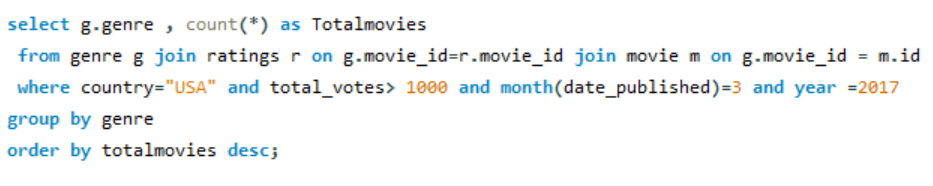 select g.genre , count(*) as Totalmovies
from genre g join ratings r on g.movie_id=r.movie_id join movie m on g.movie_id = m.id
where country="USA" and total_votes> 1000 and month(date_published)=3 and year =2017
group by genre
order by totalmovies desc;